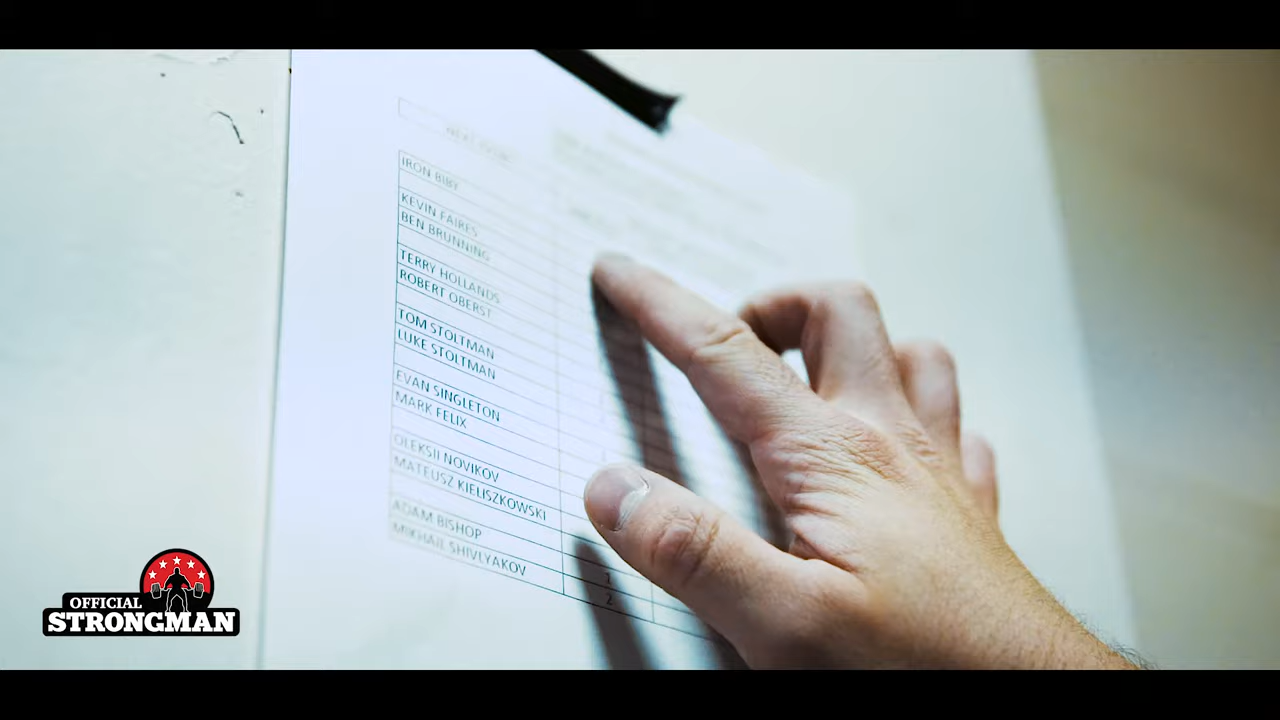 IRON BIBY
KEVIN FAIRES
BEN BRUNNING
TERRY HOLLANDS
ROBERT OBERST
TOM STOLTMAN
LUKE STOLTMAN
EVAN SINGLETON
MARK FELIX
OLEKSII NOVIKOV
MATEUSZ KIELISZKOWSKI
ADAM BISHOP
1
MIKHAIL SHIVLYAKOV
2
OFFICIAL
STRONGMAN